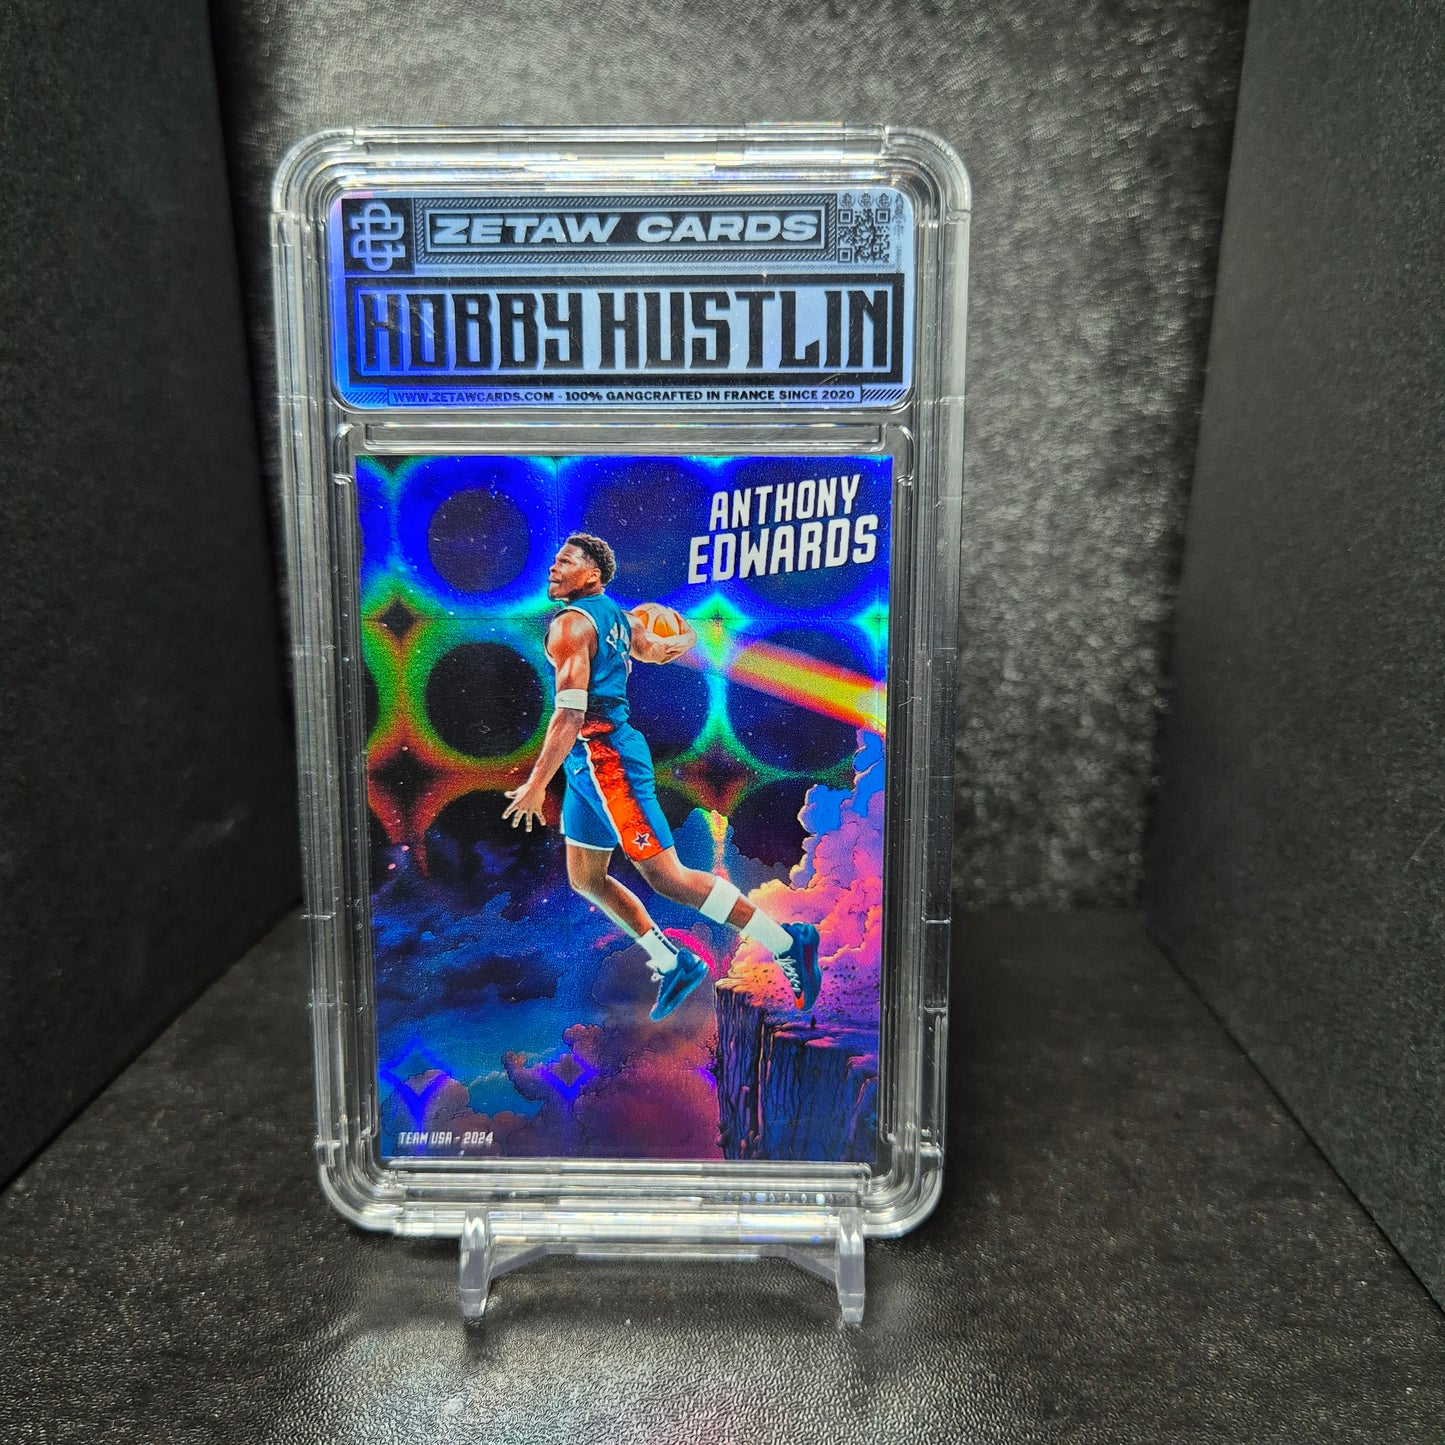 ZETAW CARDS
HOBBY HUSTLIN
WWW.ZETAWCARDS.COM - 100% GANGCRAFTED IN FRANCE SINCE 2020
ANTHONY
EDWARDS
TEAM USA - 2024